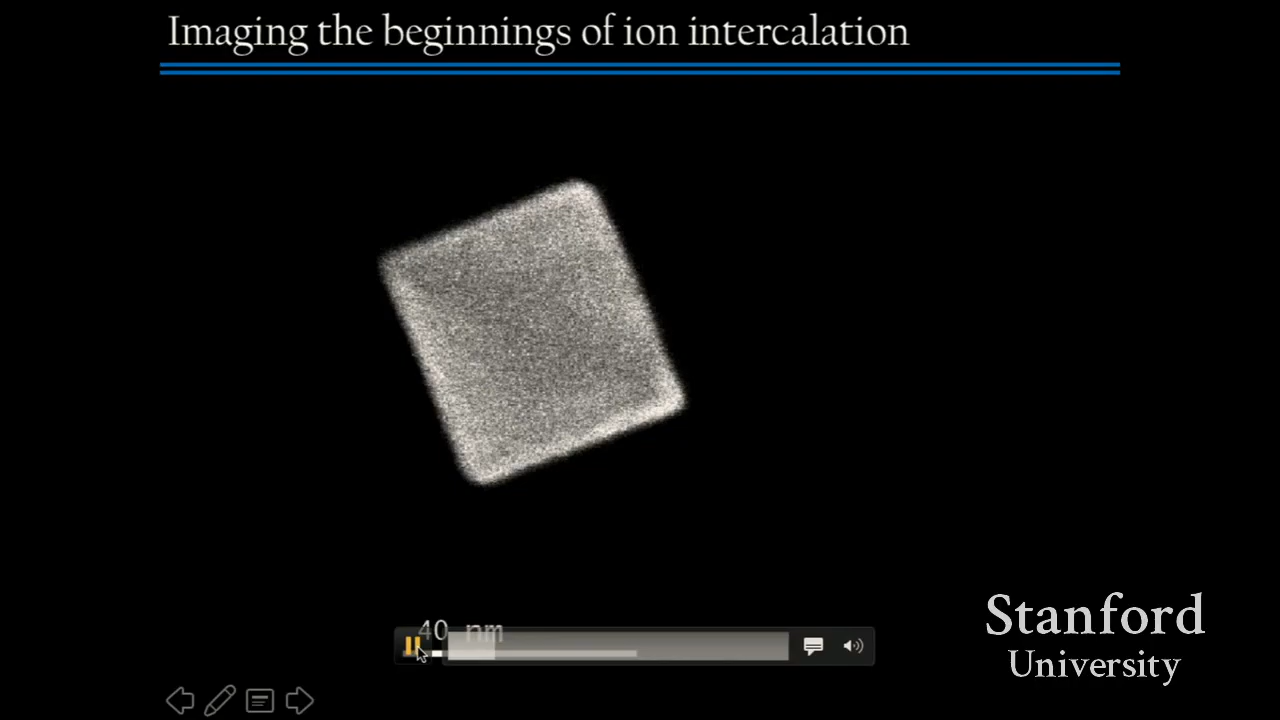 Imaging the beginnings of ion intercalation
40 nm
Stanford
University